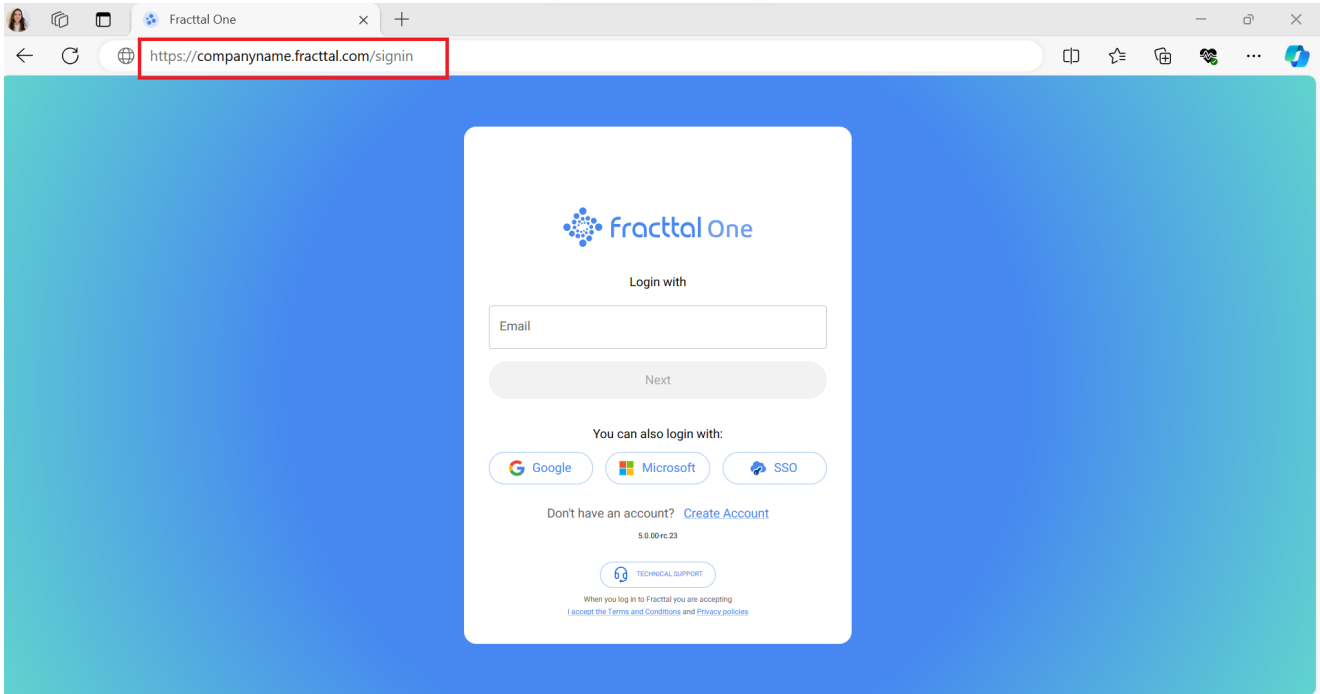 Fracttal One
https://companyname.fracttal.com/signin
fracttal One
Login with
Email
Next
You can also login with:
Google
Microsoft
SSO
Don't have an account? Create Account
5.0.00-rc.23
TECHNICAL SUPPORT
When you log in to Fracttal you are accepting
I accept the Terms and Conditions and Privacy policies